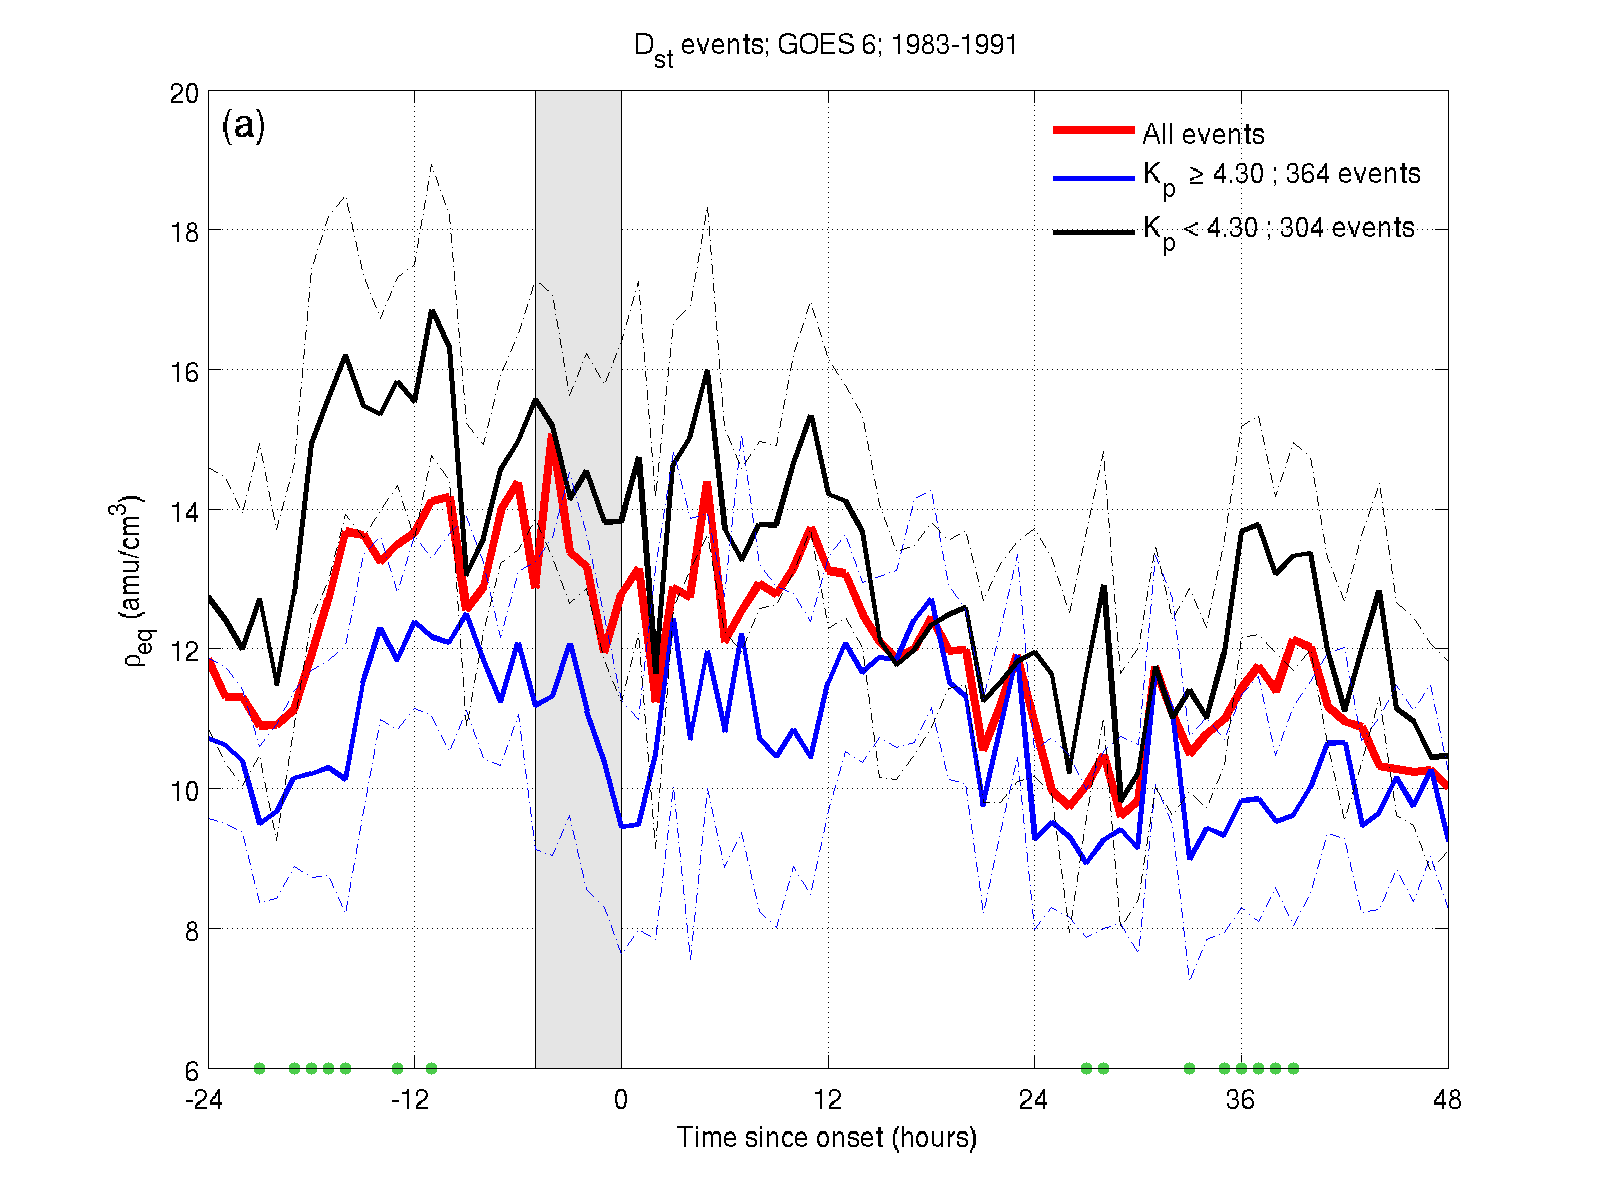 D_st events; GOES 6; 1983-1991
(a)
All events
K_p ≥ 4.30 ; 364 events
K_p < 4.30 ; 304 events
20
18
16
14
12
10
8
6
ρ_eq (amu/cm^3)
-24 -12 0 12 24 36 48
Time since onset (hours)